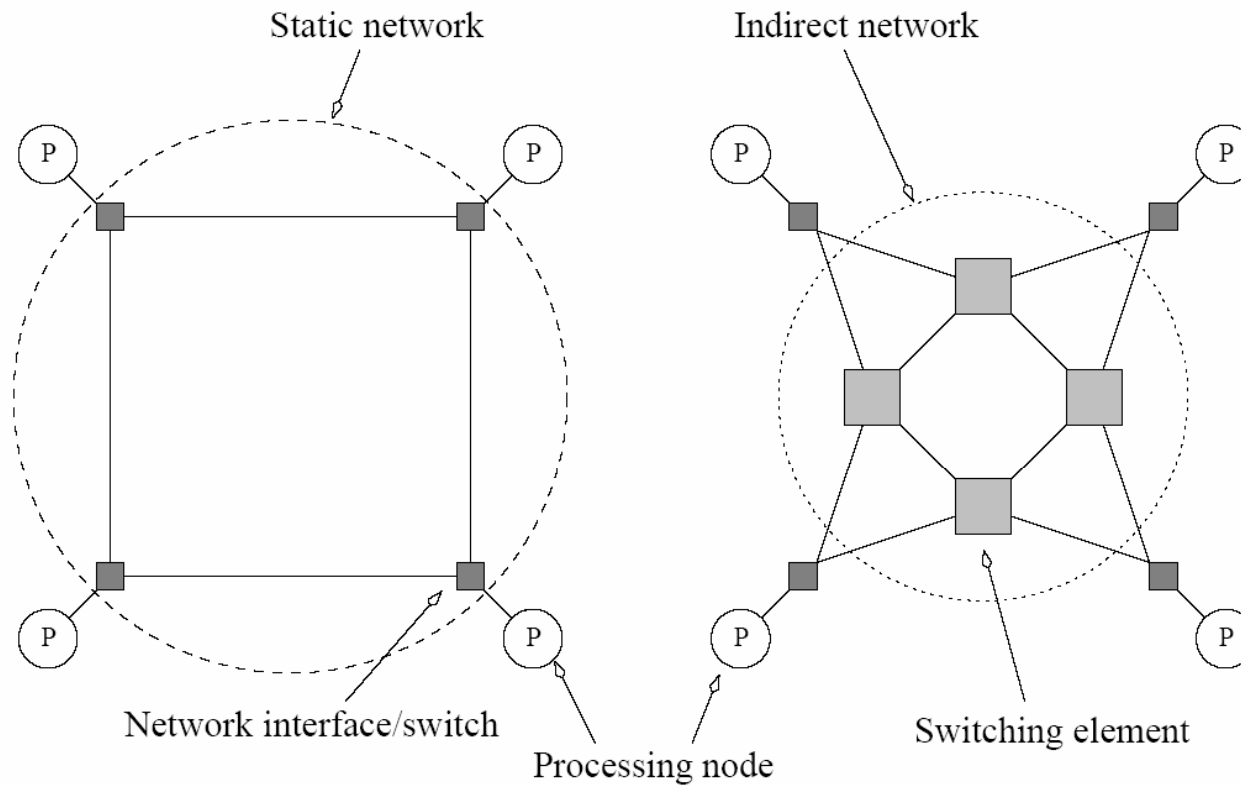 Static network
Indirect network
P
P
P
P
P
P
P
P
Network interface/switch
Switching element
Processing node